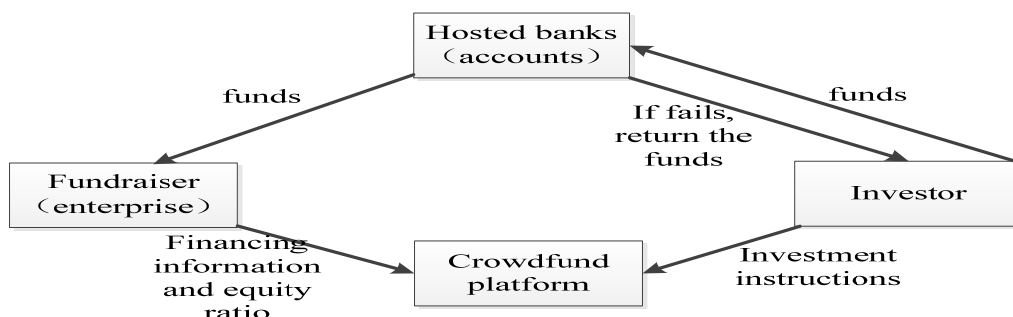 Hosted banks
（accounts）
funds
If fails,
return the
funds
funds
Fundraiser
（enterprise）
Investor
Financing
information
and equity
ratio
Crowdfund
platform
Investment
instructions